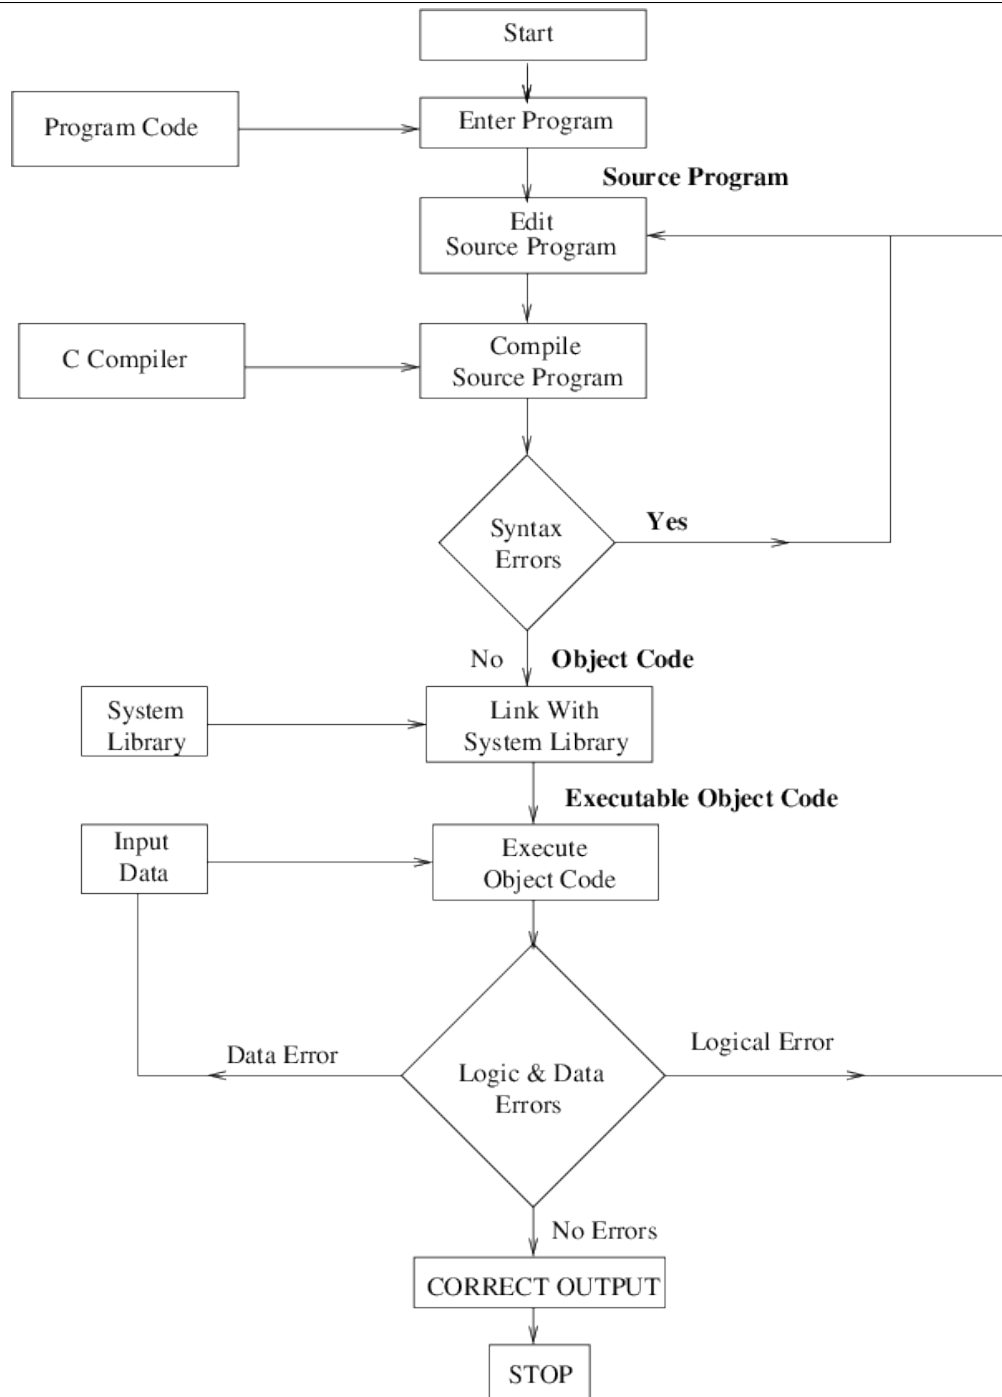 Start
Program Code
Enter Program
Source Program
Edit
Source Program
C Compiler
Compile
Source Program
Syntax
Errors
Yes
No
Object Code
System
Library
Link With
System Library
Executable Object Code
Input
Data
Execute
Object Code
Data Error
Logic & Data
Errors
Logical Error
No Errors
CORRECT OUTPUT
STOP